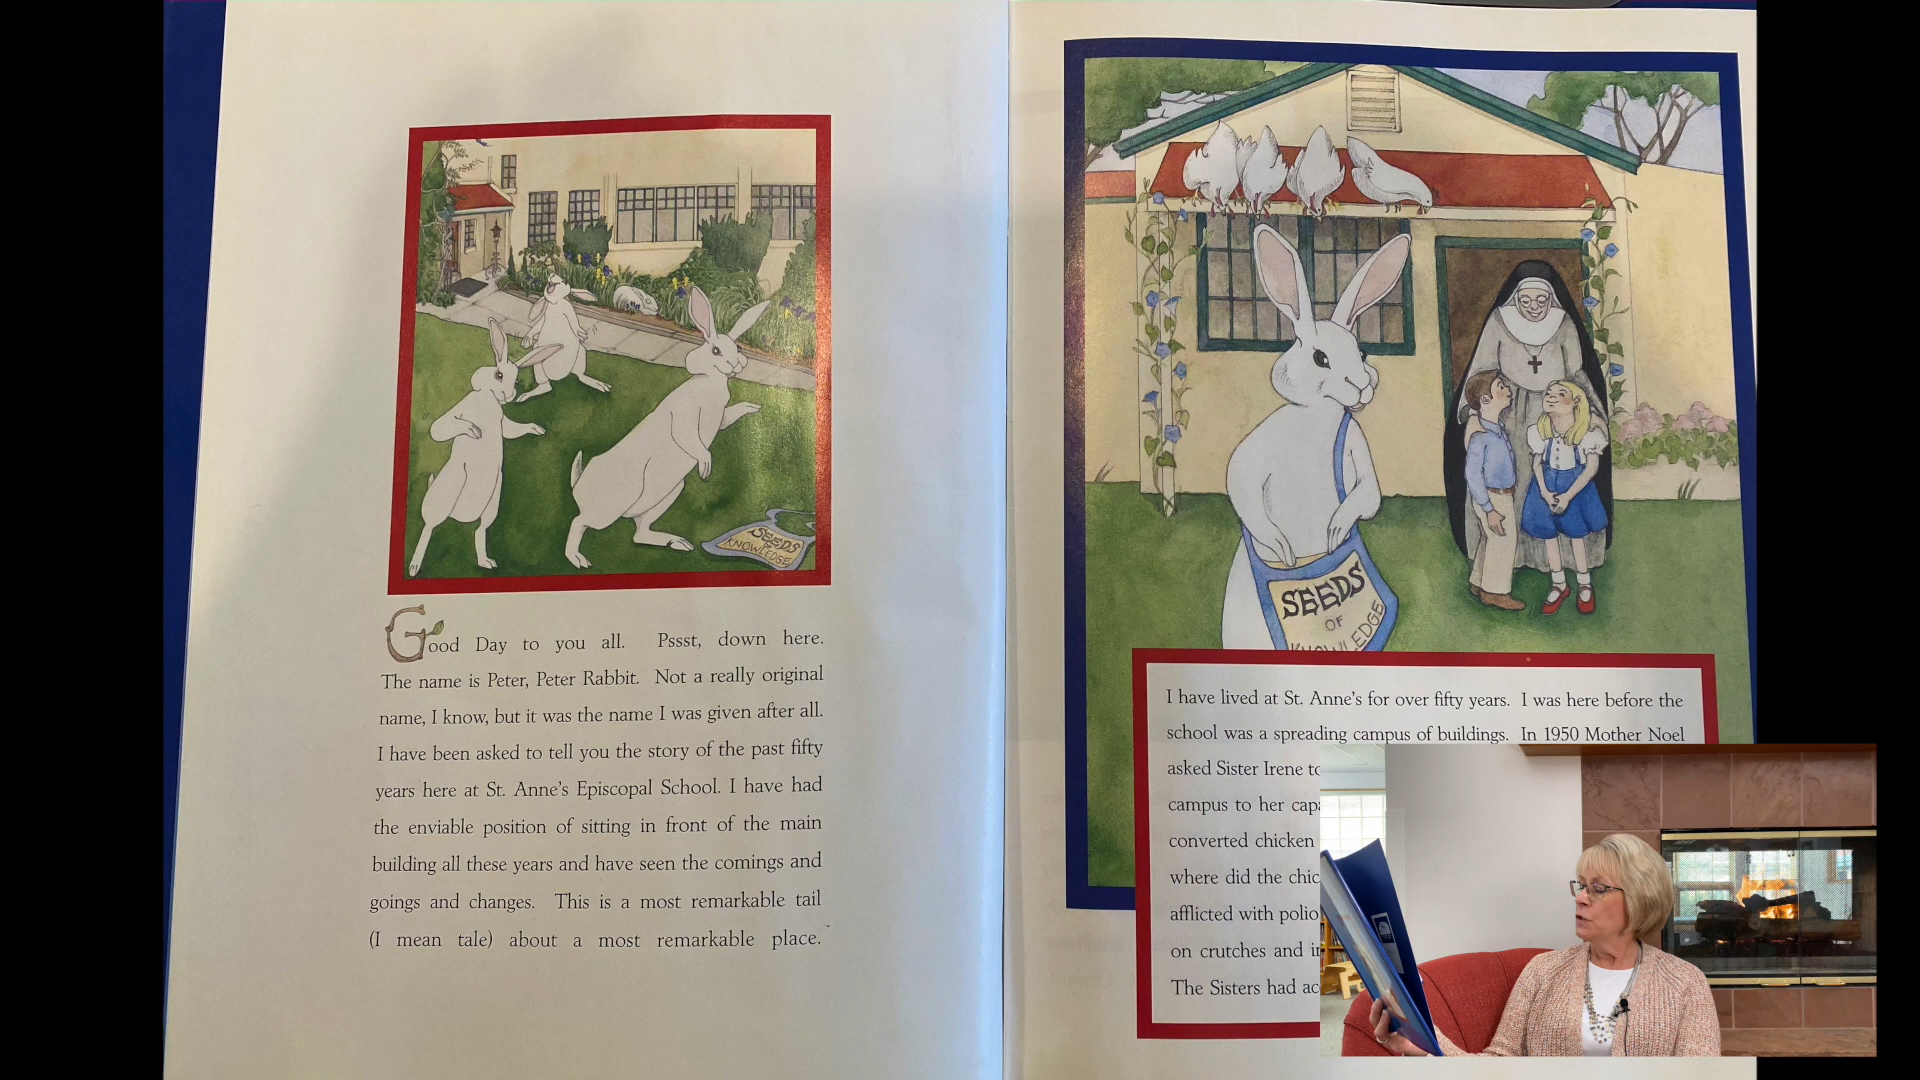 SEEDS
OF
KNOWLEDGE
Good Day to you all. Pssst, down here.
The name is Peter, Peter Rabbit. Not a really original
name, I know, but it was the name I was given after all.
I have been asked to tell you the story of the past fifty
years here at St. Anne's Episcopal School. I have had
the enviable position of sitting in front of the main
building all these years and have seen the comings and
goings and changes. This is a most remarkable tail
(I mean tale) about a most remarkable place.
SEEDS
OF
KNOWLEDGE
I have lived at St. Anne's for over fifty years. I was here before the
school was a spreading campus of buildings. In 1950 Mother Noel
asked Sister Irene to
campus to her
converted chicken
where did the
afflicted with polio
on crutches and
The Sisters had